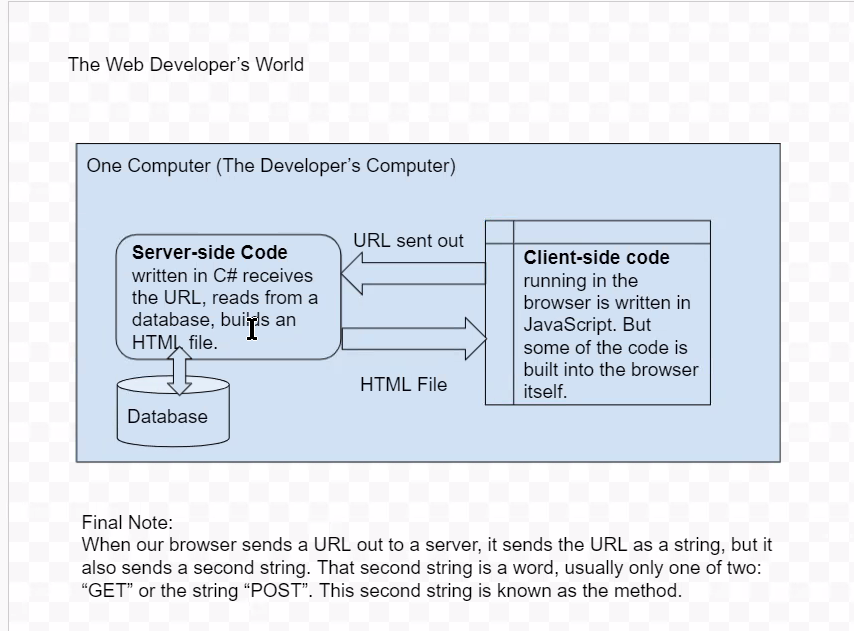 The Web Developer's World
One Computer (The Developer's Computer)
Server-side Code
written in C# receives
the URL, reads from a
database, builds an
HTML file.
Database
URL sent out
HTML File
Client-side code
running in the
browser is written in
JavaScript. But
some of the code is
built into the browser
itself.
Final Note:
When our browser sends a URL out to a server, it sends the URL as a string, but it
also sends a second string. That second string is a word, usually only one of two:
“GET” or the string “POST”. This second string is known as the method.